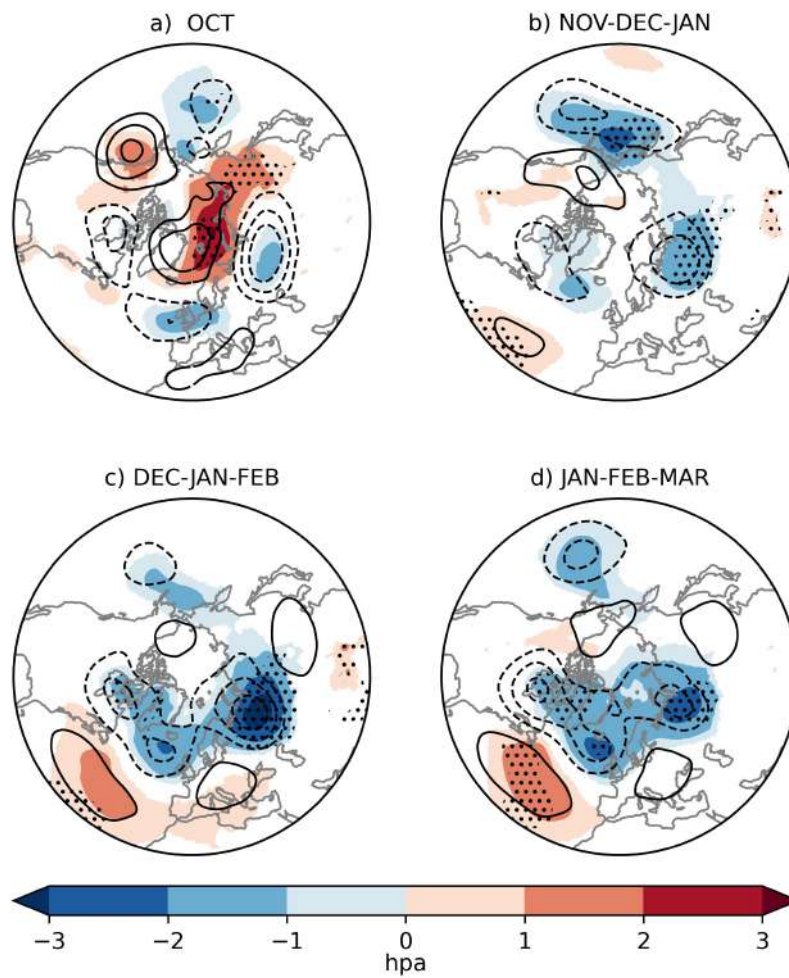 a) OCT
b) NOV-DEC-JAN
c) DEC-JAN-FEB
d) JAN-FEB-MAR
−3 −2 −1 0 1 2 3
hpa